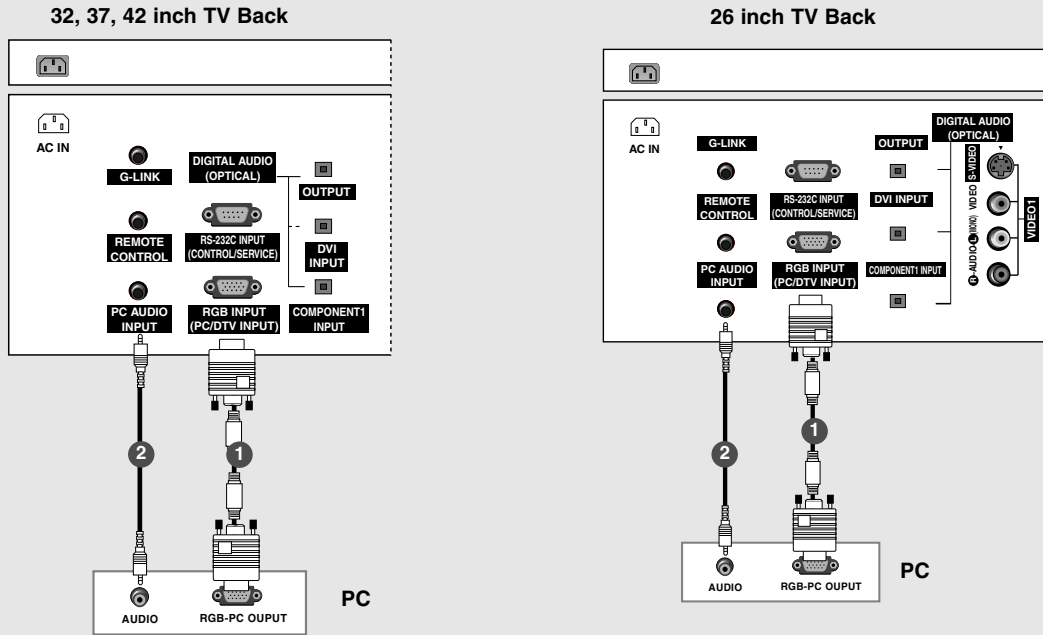 32, 37, 42 inch TV Back
AC IN
G-LINK
DIGITAL AUDIO
(OPTICAL)
OUTPUT
REMOTE
CONTROL
RS-232C INPUT
(CONTROL/SERVICE)
DVI
INPUT
PC AUDIO
INPUT
RGB INPUT
(PC/DTV INPUT)
COMPONENT1
INPUT
2
1
AUDIO
RGB-PC OUPUT
PC
26 inch TV Back
AC IN
G-LINK
OUTPUT
DIGITAL AUDIO
(OPTICAL)
REMOTE
CONTROL
RS-232C INPUT
(CONTROL/SERVICE)
DVI INPUT
PC AUDIO
INPUT
RGB INPUT
(PC/DTV INPUT)
COMPONENT1 INPUT
S-VIDEO
VIDEO
L(MONO)
R-AUDIO-
VIDEO1
2
1
AUDIO
RGB-PC OUPUT
PC